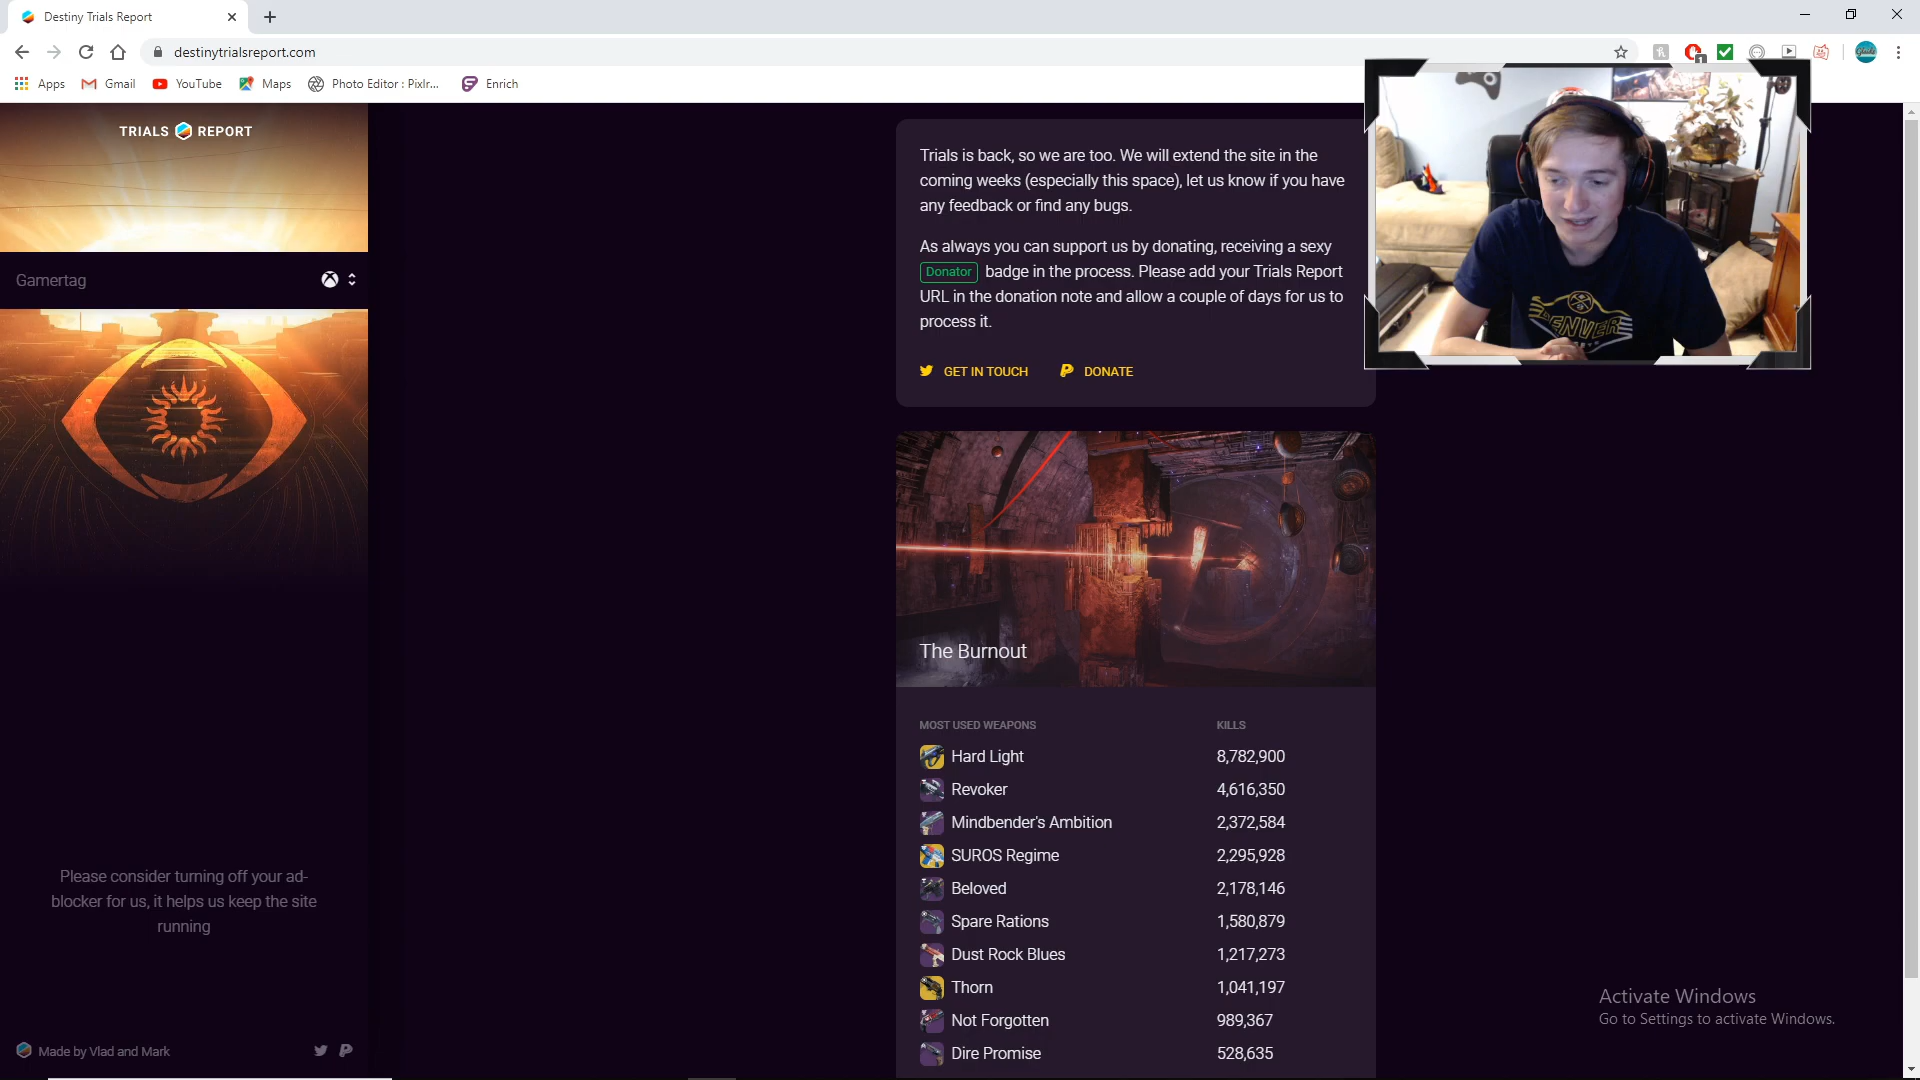 Destiny Trials Report
destinytrialsreport.com
Apps
Gmail
YouTube
Maps
Photo Editor : Pixlr...
Enrich
TRIALS REPORT
Gamertag
Please consider turning off your ad-
blocker for us, it helps us keep the site
running
Made by Vlad and Mark
Trials is back, so we are too. We will extend the site in the
coming weeks (especially this space), let us know if you have
any feedback or find any bugs.
As always you can support us by donating, receiving a sexy
Donator badge in the process. Please add your Trials Report
URL in the donation note and allow a couple of days for us to
process it.
GET IN TOUCH
DONATE
The Burnout
MOST USED WEAPONS KILLS
Hard Light 8,782,900
Revoker 4,616,350
Mindbender's Ambition 2,372,584
SUROS Regime 2,295,928
Beloved 2,178,146
Spare Rations 1,580,879
Dust Rock Blues 1,217,273
Thorn 1,041,197
Not Forgotten 989,367
Dire Promise 528,635
DENVER
Activate Windows
Go to Settings to activate Windows.